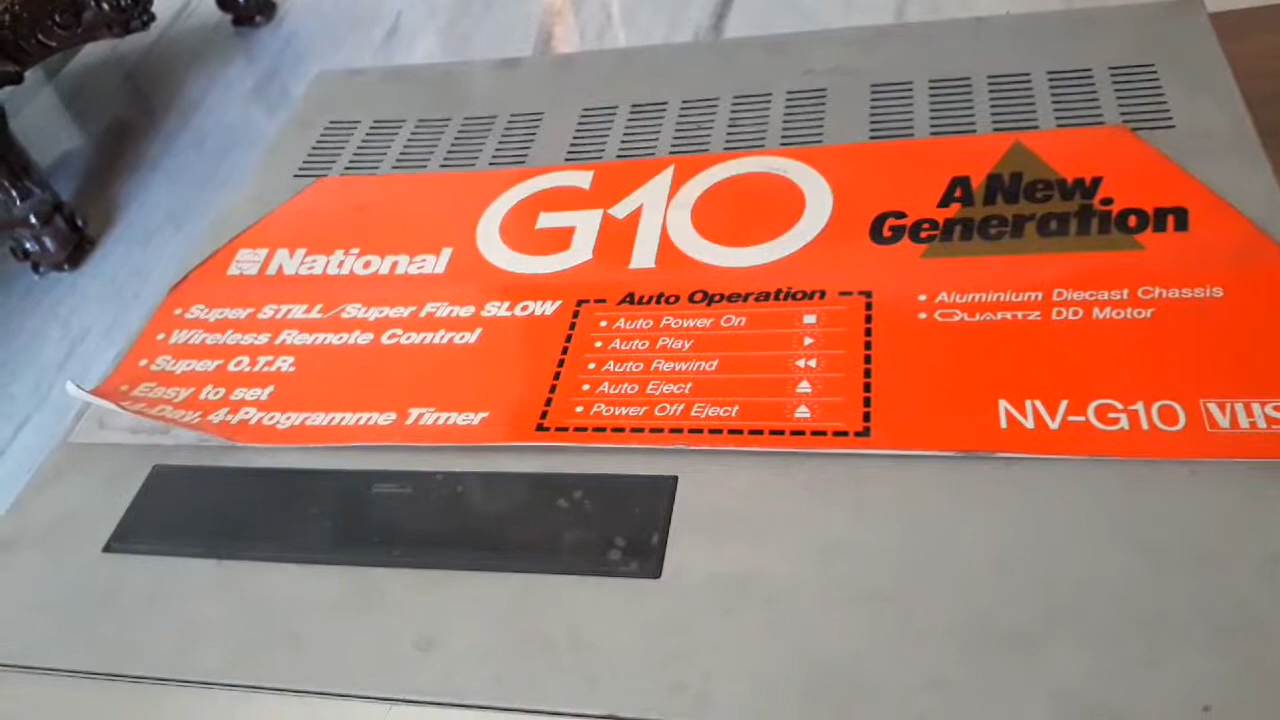 G10
A New
Generation
National
• Super STILL/Super Fine SLOW
• Wireless Remote Control
• Super O.T.R.
• Easy to set
-Day, 4-Programme Timer
Auto Operation
• Auto Power On
• Auto Play
• Auto Rewind
• Auto Eject
• Power Off Eject
• Aluminium Diecast Chassis
• QUARTZ DD Motor
NV-G10 VHS